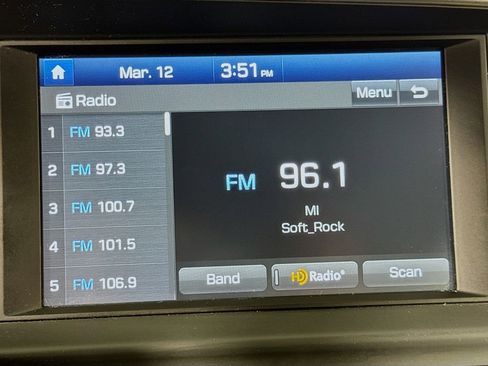 Mar. 12 3:51 PM
Radio Menu
1 FM 93.3
2 FM 97.3
3 FM 100.7
4 FM 101.5
5 FM 106.9
FM 96.1
MI
Soft_Rock
Band HD Radio® Scan